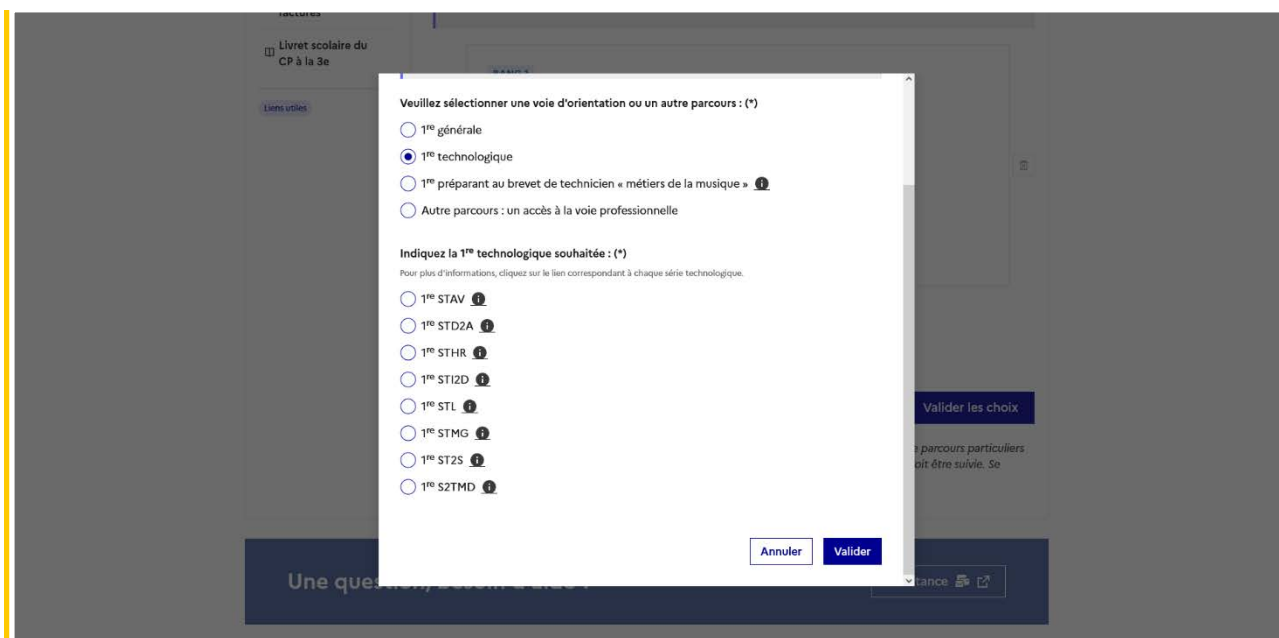 factures
Livret scolaire du
CP à la 3e
Liens utiles
RANG 1
Veuillez sélectionner une voie d'orientation ou un autre parcours : (*)
1re générale
1re technologique
1re préparant au brevet de technicien « métiers de la musique »
Autre parcours : un accès à la voie professionnelle
Indiquez la 1re technologique souhaitée : (*)
Pour plus d'informations, cliquez sur le lien correspondant à chaque série technologique.
1re STAV
1re STD2A
1re STHR
1re STI2D
1re STL
1re STMG
1re ST2S
1re S2TMD
Annuler Valider
Valider les choix
parcours particuliers
oit être suivie. Se
Une ques
tance